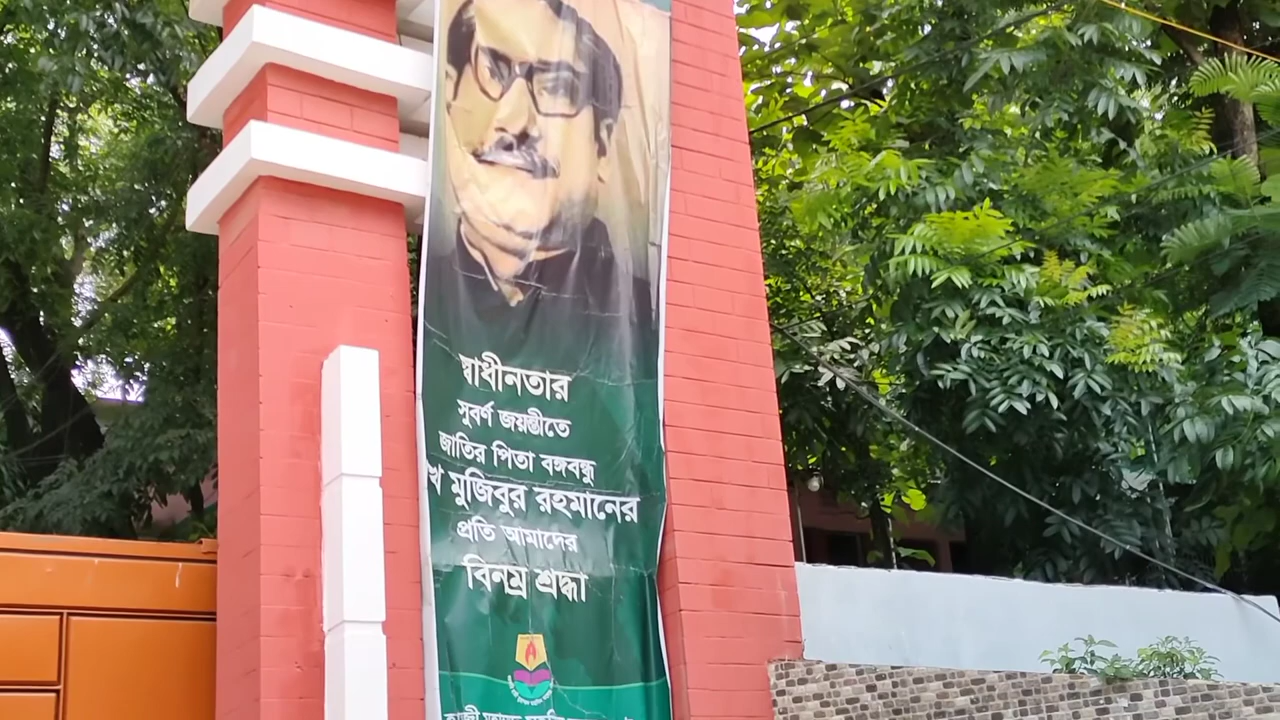 স্বাধীনতার
সুবর্ণ জয়ন্তীতে
জাতির পিতা বঙ্গবন্ধু
খ মুজিবুর রহমানের
প্রতি আমাদের
বিনম্র শ্রদ্ধা